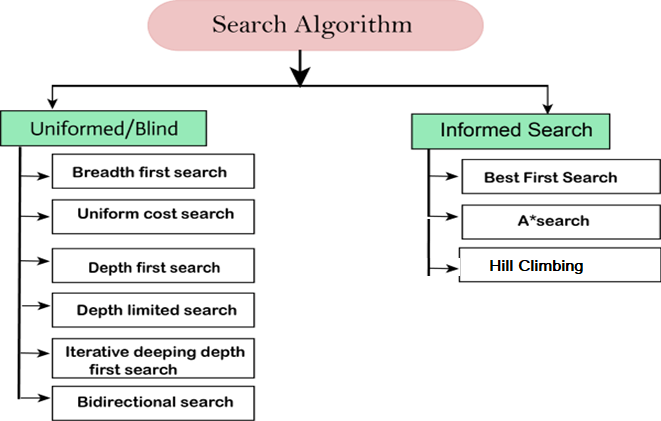 Search Algorithm
Uniformed/Blind
Breadth first search
Uniform cost search
Depth first search
Depth limited search
Iterative deeping depth
first search
Bidirectional search
Informed Search
Best First Search
A*search
Hill Climbing